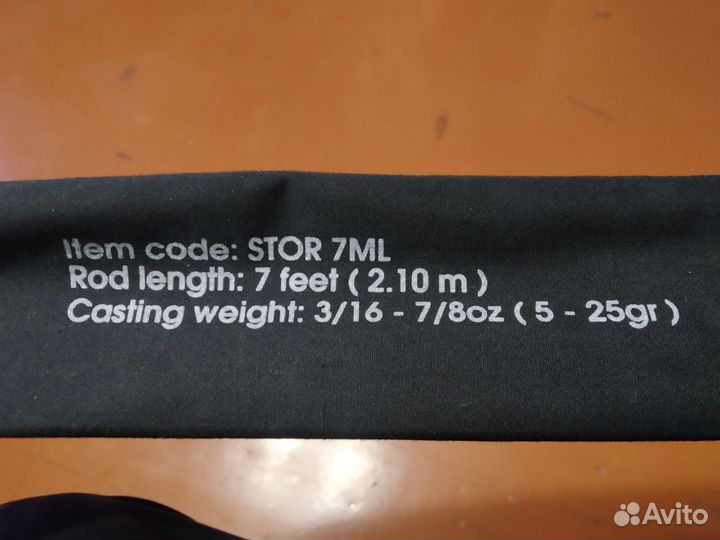 Item code: STOR 7ML
Rod length: 7 feet ( 2.10 m )
Casting weight: 3/16 - 7/8oz ( 5 - 25gr )
Avito